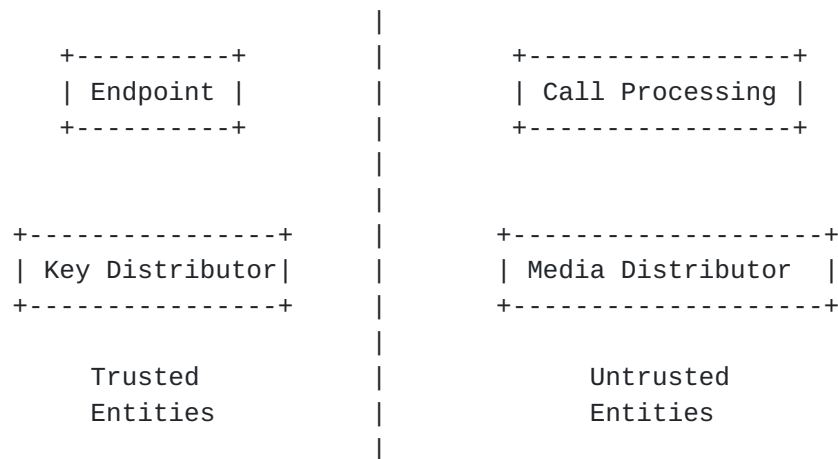 Endpoint
Call Processing
Key Distributor
Media Distributor
Trusted
Untrusted
Entities
Entities